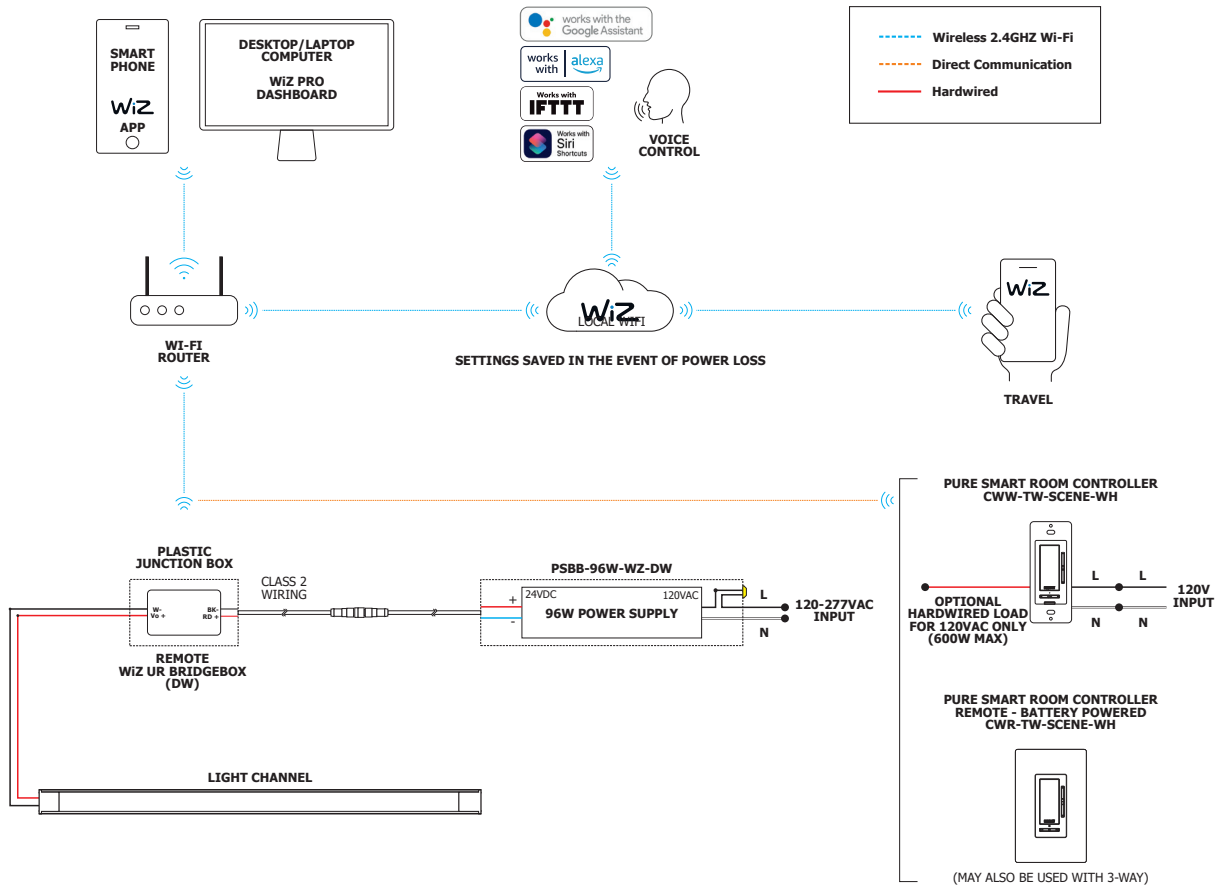 SMART
PHONE
WiZ
APP
DESKTOP/LAPTOP
COMPUTER
WiZ PRO
DASHBOARD
works with the
Google Assistant
works
with
alexa
Works with
IFTTT
Works with
Siri
Shortcuts
VOICE
CONTROL
Wireless 2.4GHZ Wi-Fi
Direct Communication
Hardwired
WI-FI
ROUTER
WiZ
LOCAL WIFI
SETTINGS SAVED IN THE EVENT OF POWER LOSS
WiZ
TRAVEL
PLASTIC
JUNCTION BOX
W-
Vo +
BK-
RD +
REMOTE
WiZ UR BRIDGEBOX
(DW)
CLASS 2
WIRING
PSBB-96W-WZ-DW
+
-
24VDC
120VAC
96W POWER SUPPLY
L
N
120-277VAC
INPUT
LIGHT CHANNEL
PURE SMART ROOM CONTROLLER
CWW-TW-SCENE-WH
OPTIONAL
HARDWIRED LOAD
FOR 120VAC ONLY
(600W MAX)
L
L
N
N
120V
INPUT
PURE SMART ROOM CONTROLLER
REMOTE - BATTERY POWERED
CWR-TW-SCENE-WH
(MAY ALSO BE USED WITH 3-WAY)